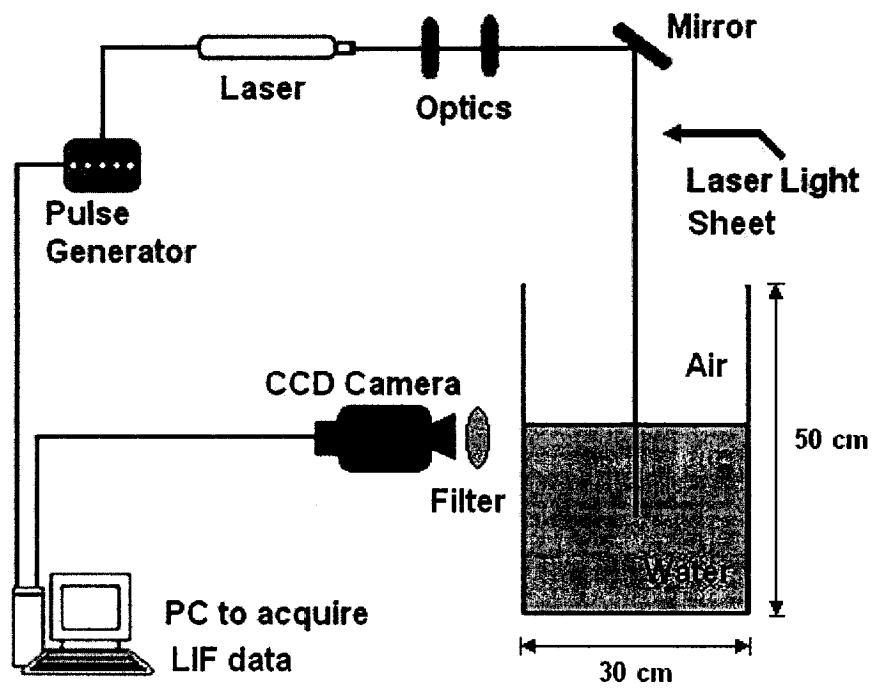 Mirror
Laser
Optics
Laser Light
Sheet
Pulse
Generator
Air
CCD Camera
50 cm
Filter
Water
PC to acquire
LIF data
30 cm